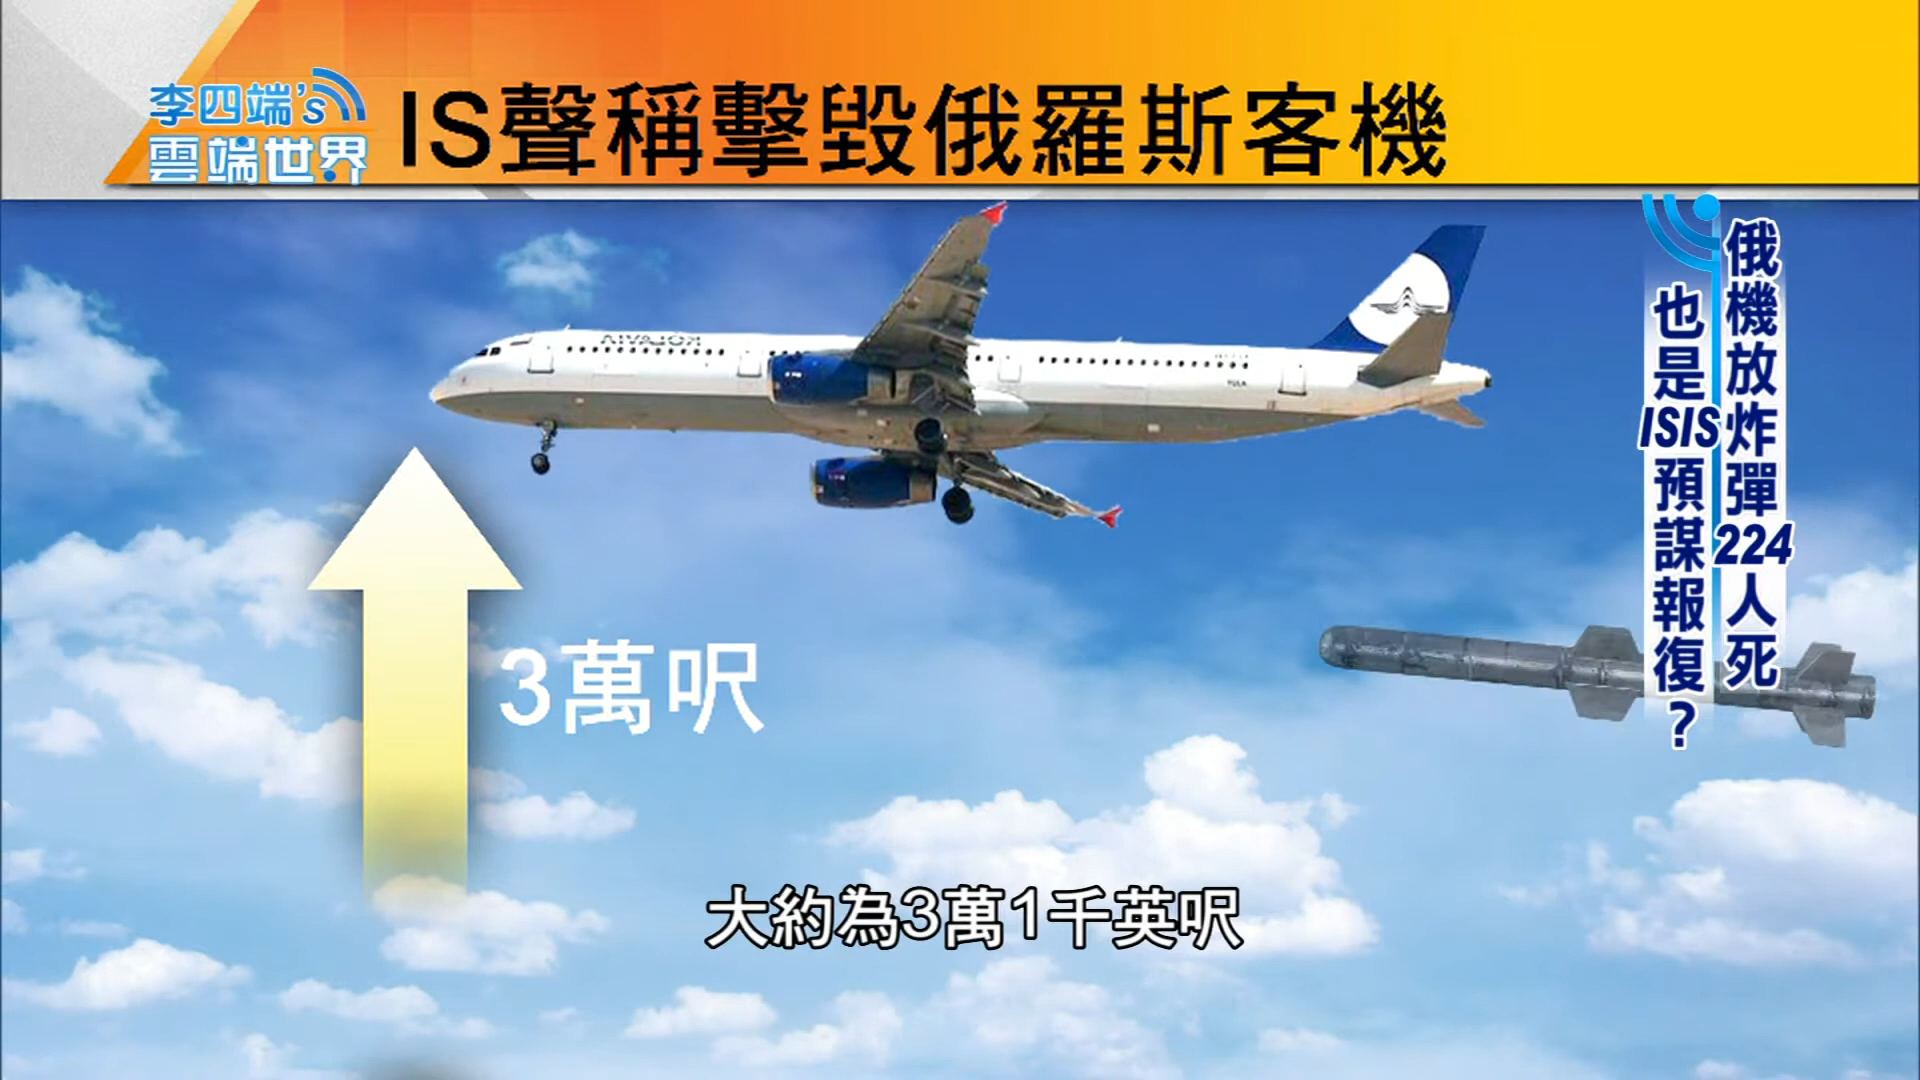 李四端's
雲端世界
IS聲稱擊毀俄羅斯客機
俄機放炸彈224人死
也是ISIS預謀報復？
KOLAVIA
3萬呎
大約為3萬1千英呎